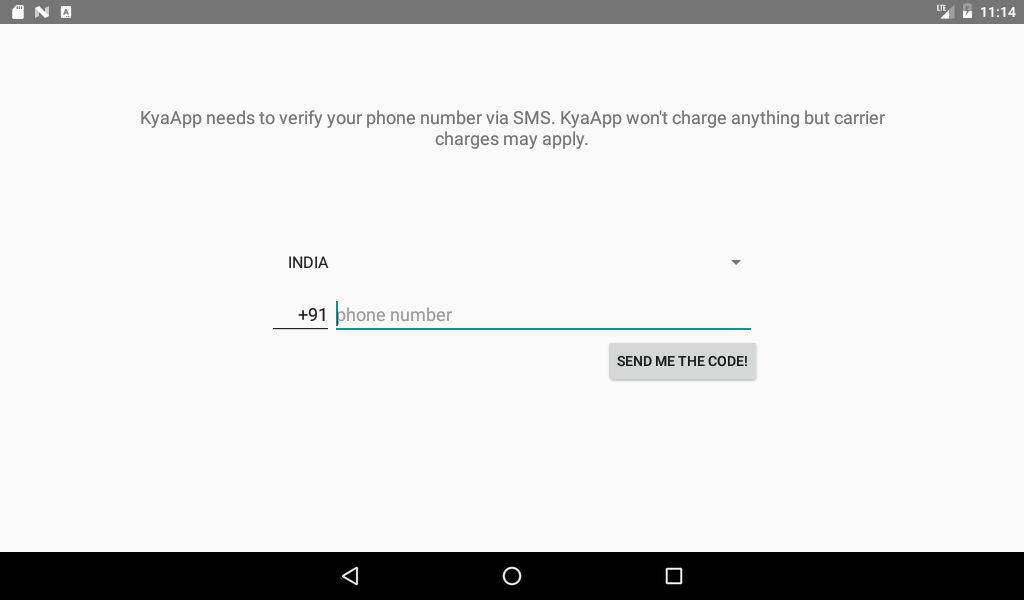 LTE 11:14
KyaApp needs to verify your phone number via SMS. KyaApp won't charge anything but carrier
charges may apply.
INDIA
+91 phone number
SEND ME THE CODE!